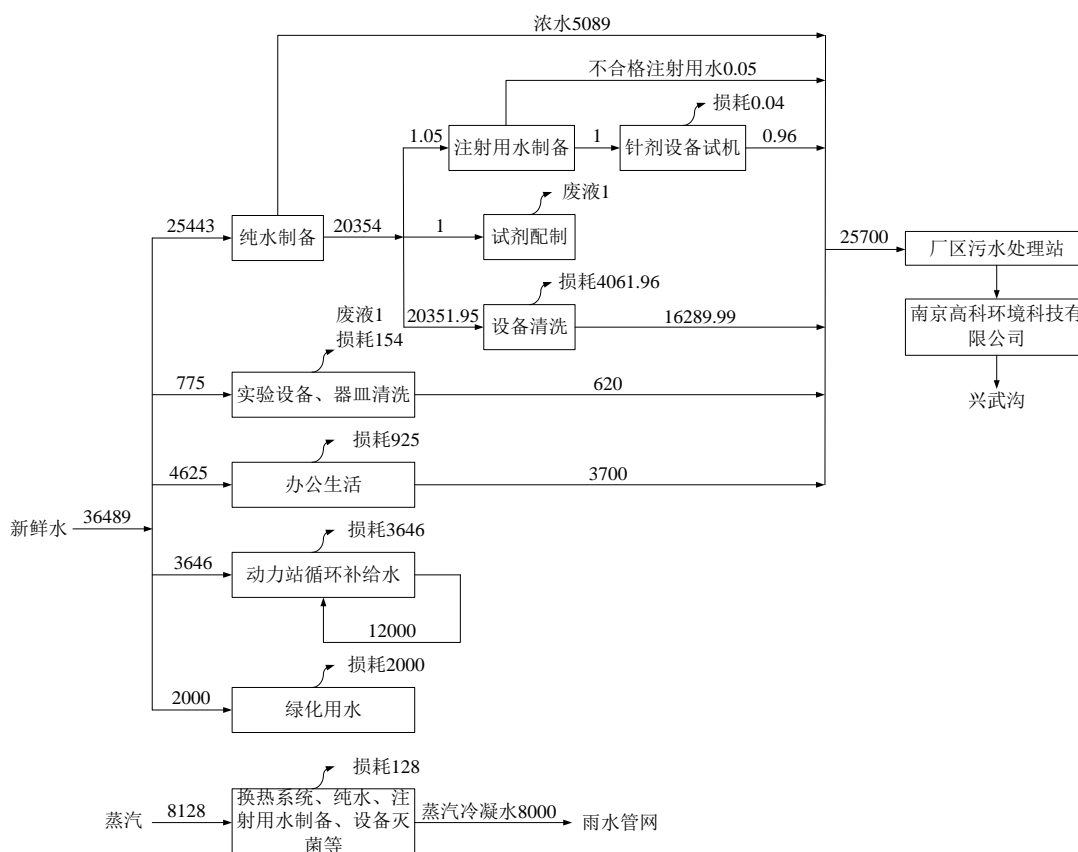 浓水5089
不合格注射用水0.05
损耗0.04
1.05
注射用水制备
1
针剂设备试机
0.96
废液1
25443
纯水制备
20354
1
试剂配制
25700
厂区污水处理站
损耗4061.96
20351.95
设备清洗
16289.99
南京高科环境科技有
限公司
废液1
损耗154
775
实验设备、器皿清洗
620
兴武沟
损耗925
4625
办公生活
3700
新鲜水
36489
损耗3646
3646
动力站循环补给水
12000
损耗2000
2000
绿化用水
损耗128
蒸汽
8128
换热系统、纯水、注
射用水制备、设备灭
菌等
蒸汽冷凝水8000
雨水管网